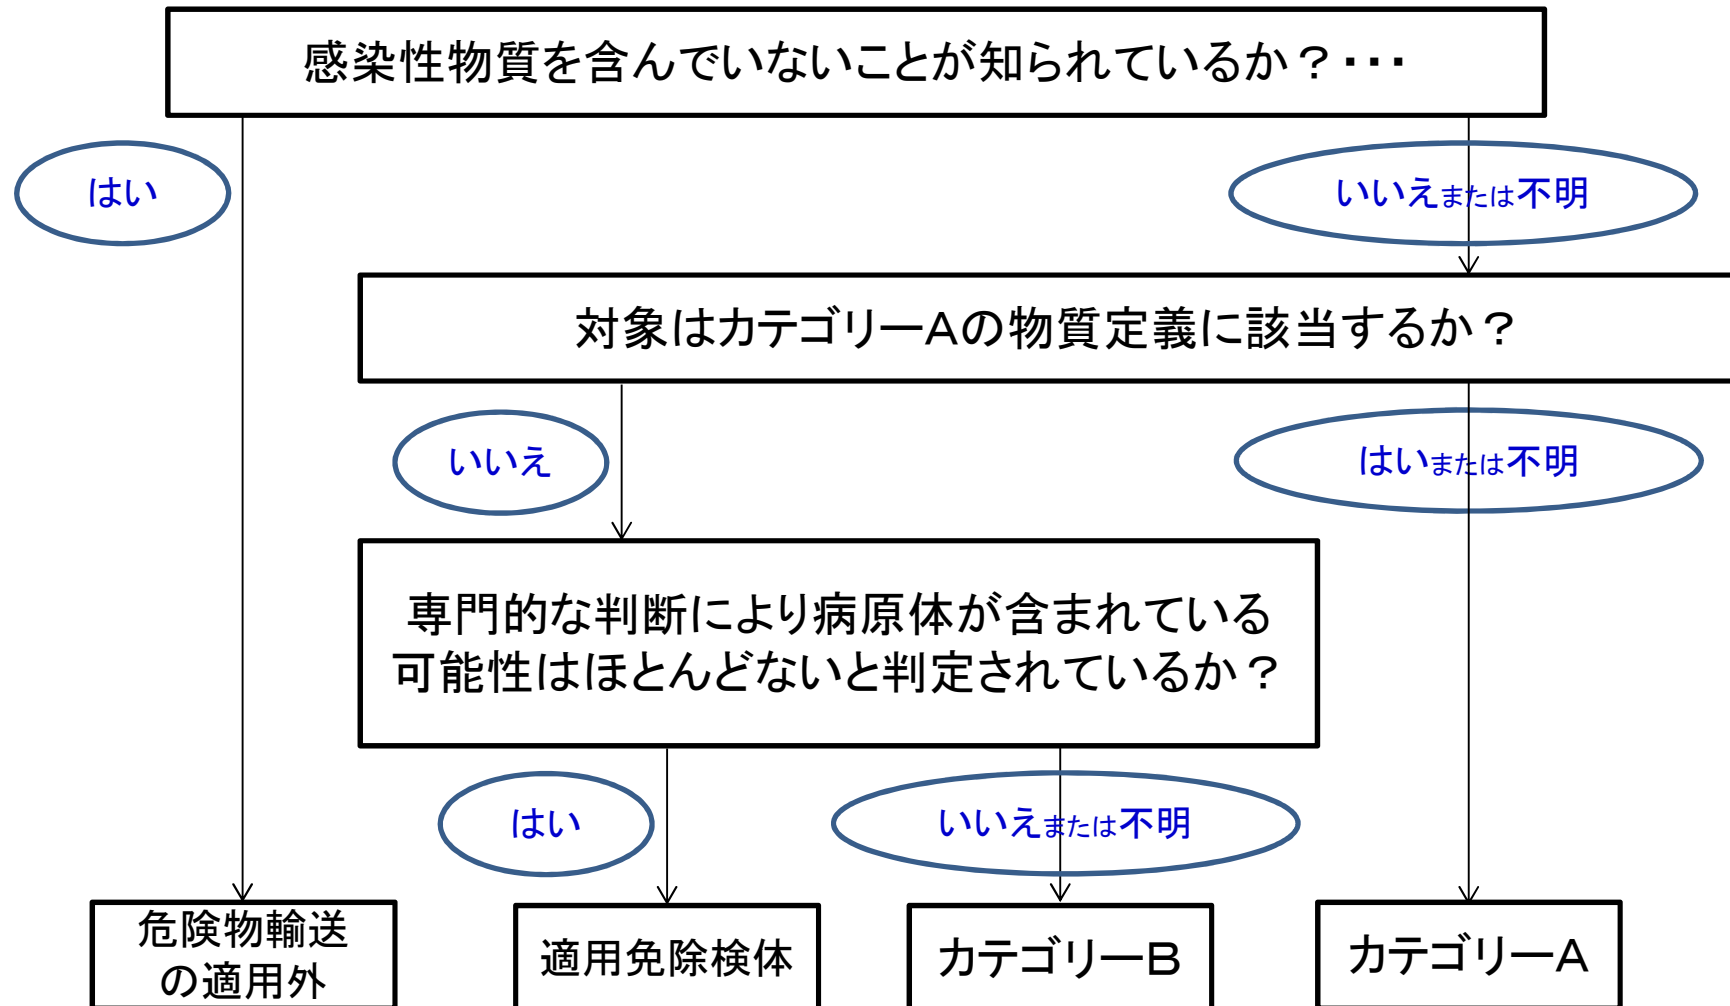 感染性物質を含んでいないことが知られているか？・・・
はい
いいえまたは不明
対象はカテゴリーAの物質定義に該当するか？
いいえ
はいまたは不明
専門的な判断により病原体が含まれている
可能性はほとんどないと判定されているか？
はい
いいえまたは不明
危険物輸送
の適用外
適用免除検体
カテゴリーB
カテゴリーA